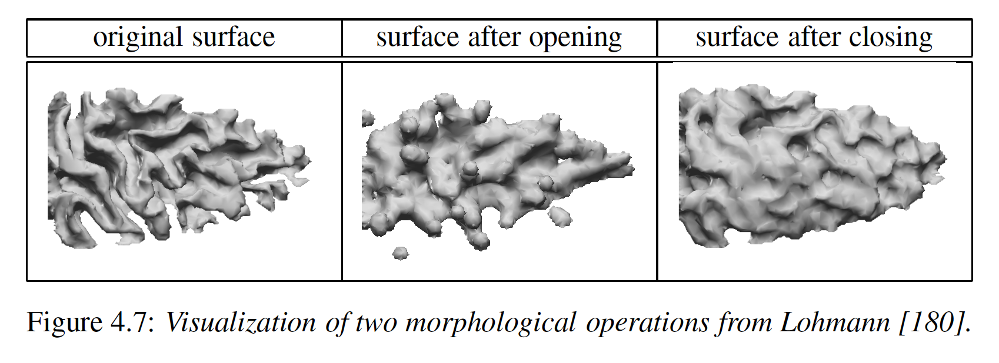 original surface
surface after opening
surface after closing
Figure 4.7: Visualization of two morphological operations from Lohmann [180].